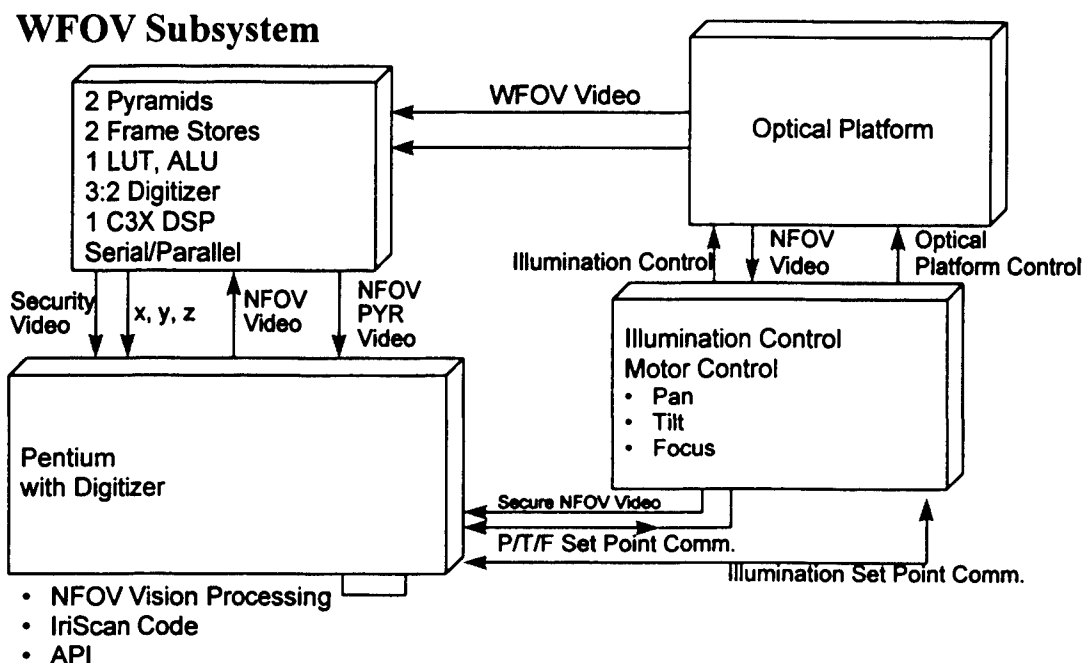 WFOV Subsystem
2 Pyramids
2 Frame Stores
1 LUT, ALU
3:2 Digitizer
1 C3X DSP
Serial/Parallel
WFOV Video
Optical Platform
Security
Video
x, y, z
NFOV
Video
NFOV
PYR
Video
Illumination Control
NFOV
Video
Optical
Platform Control
Illumination Control
Motor Control
• Pan
• Tilt
• Focus
Pentium
with Digitizer
Secure NFOV Video
P/T/F Set Point Comm.
Illumination Set Point Comm.
• NFOV Vision Processing
• IriScan Code
• API